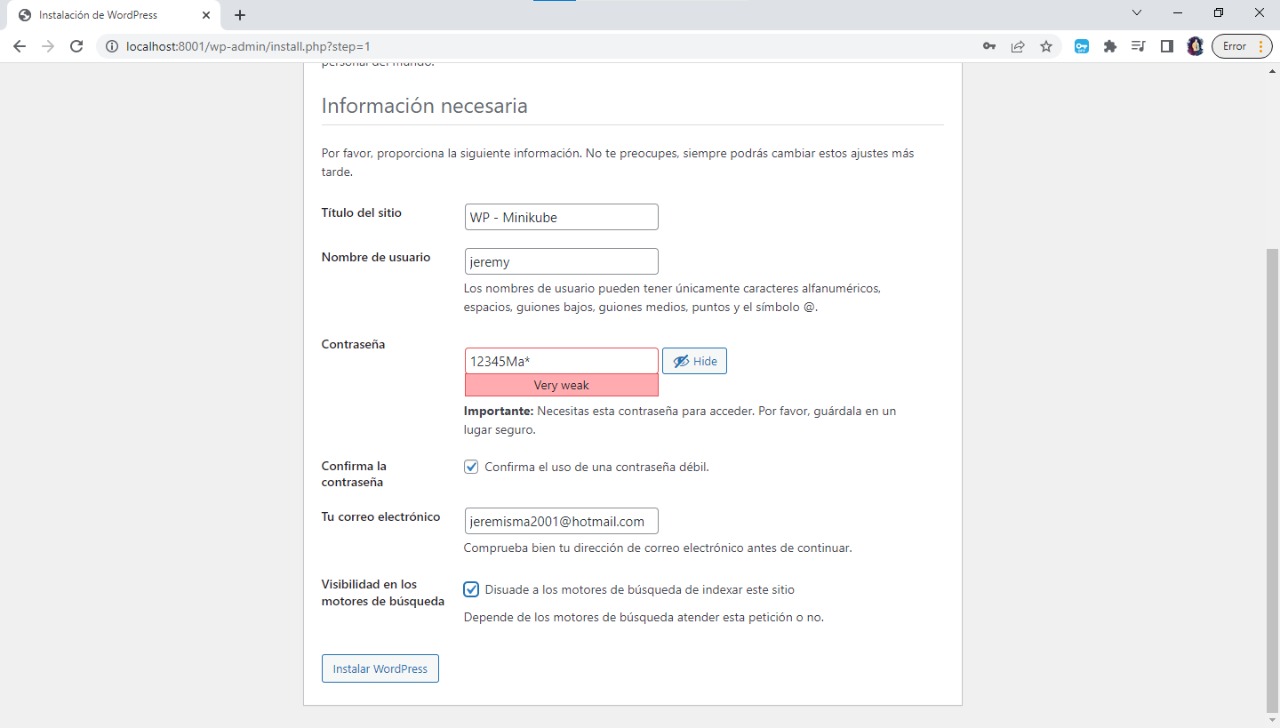 Instalación de WordPress
localhost:8001/wp-admin/install.php?step=1
Error
personal del mundo.
Información necesaria
Por favor, proporciona la siguiente información. No te preocupes, siempre podrás cambiar estos ajustes más
tarde.
Título del sitio
WP - Minikube
Nombre de usuario
jeremy
Los nombres de usuario pueden tener únicamente caracteres alfanuméricos,
espacios, guiones bajos, guiones medios, puntos y el símbolo @.
Contraseña
12345Ma*
Hide
Very weak
Importante: Necesitas esta contraseña para acceder. Por favor, guárdala en un
lugar seguro.
Confirma la
contraseña
Confirma el uso de una contraseña débil.
Tu correo electrónico
jeremisma2001@hotmail.com
Comprueba bien tu dirección de correo electrónico antes de continuar.
Visibilidad en los
motores de búsqueda
Disuade a los motores de búsqueda de indexar este sitio
Depende de los motores de búsqueda atender esta petición o no.
Instalar WordPress